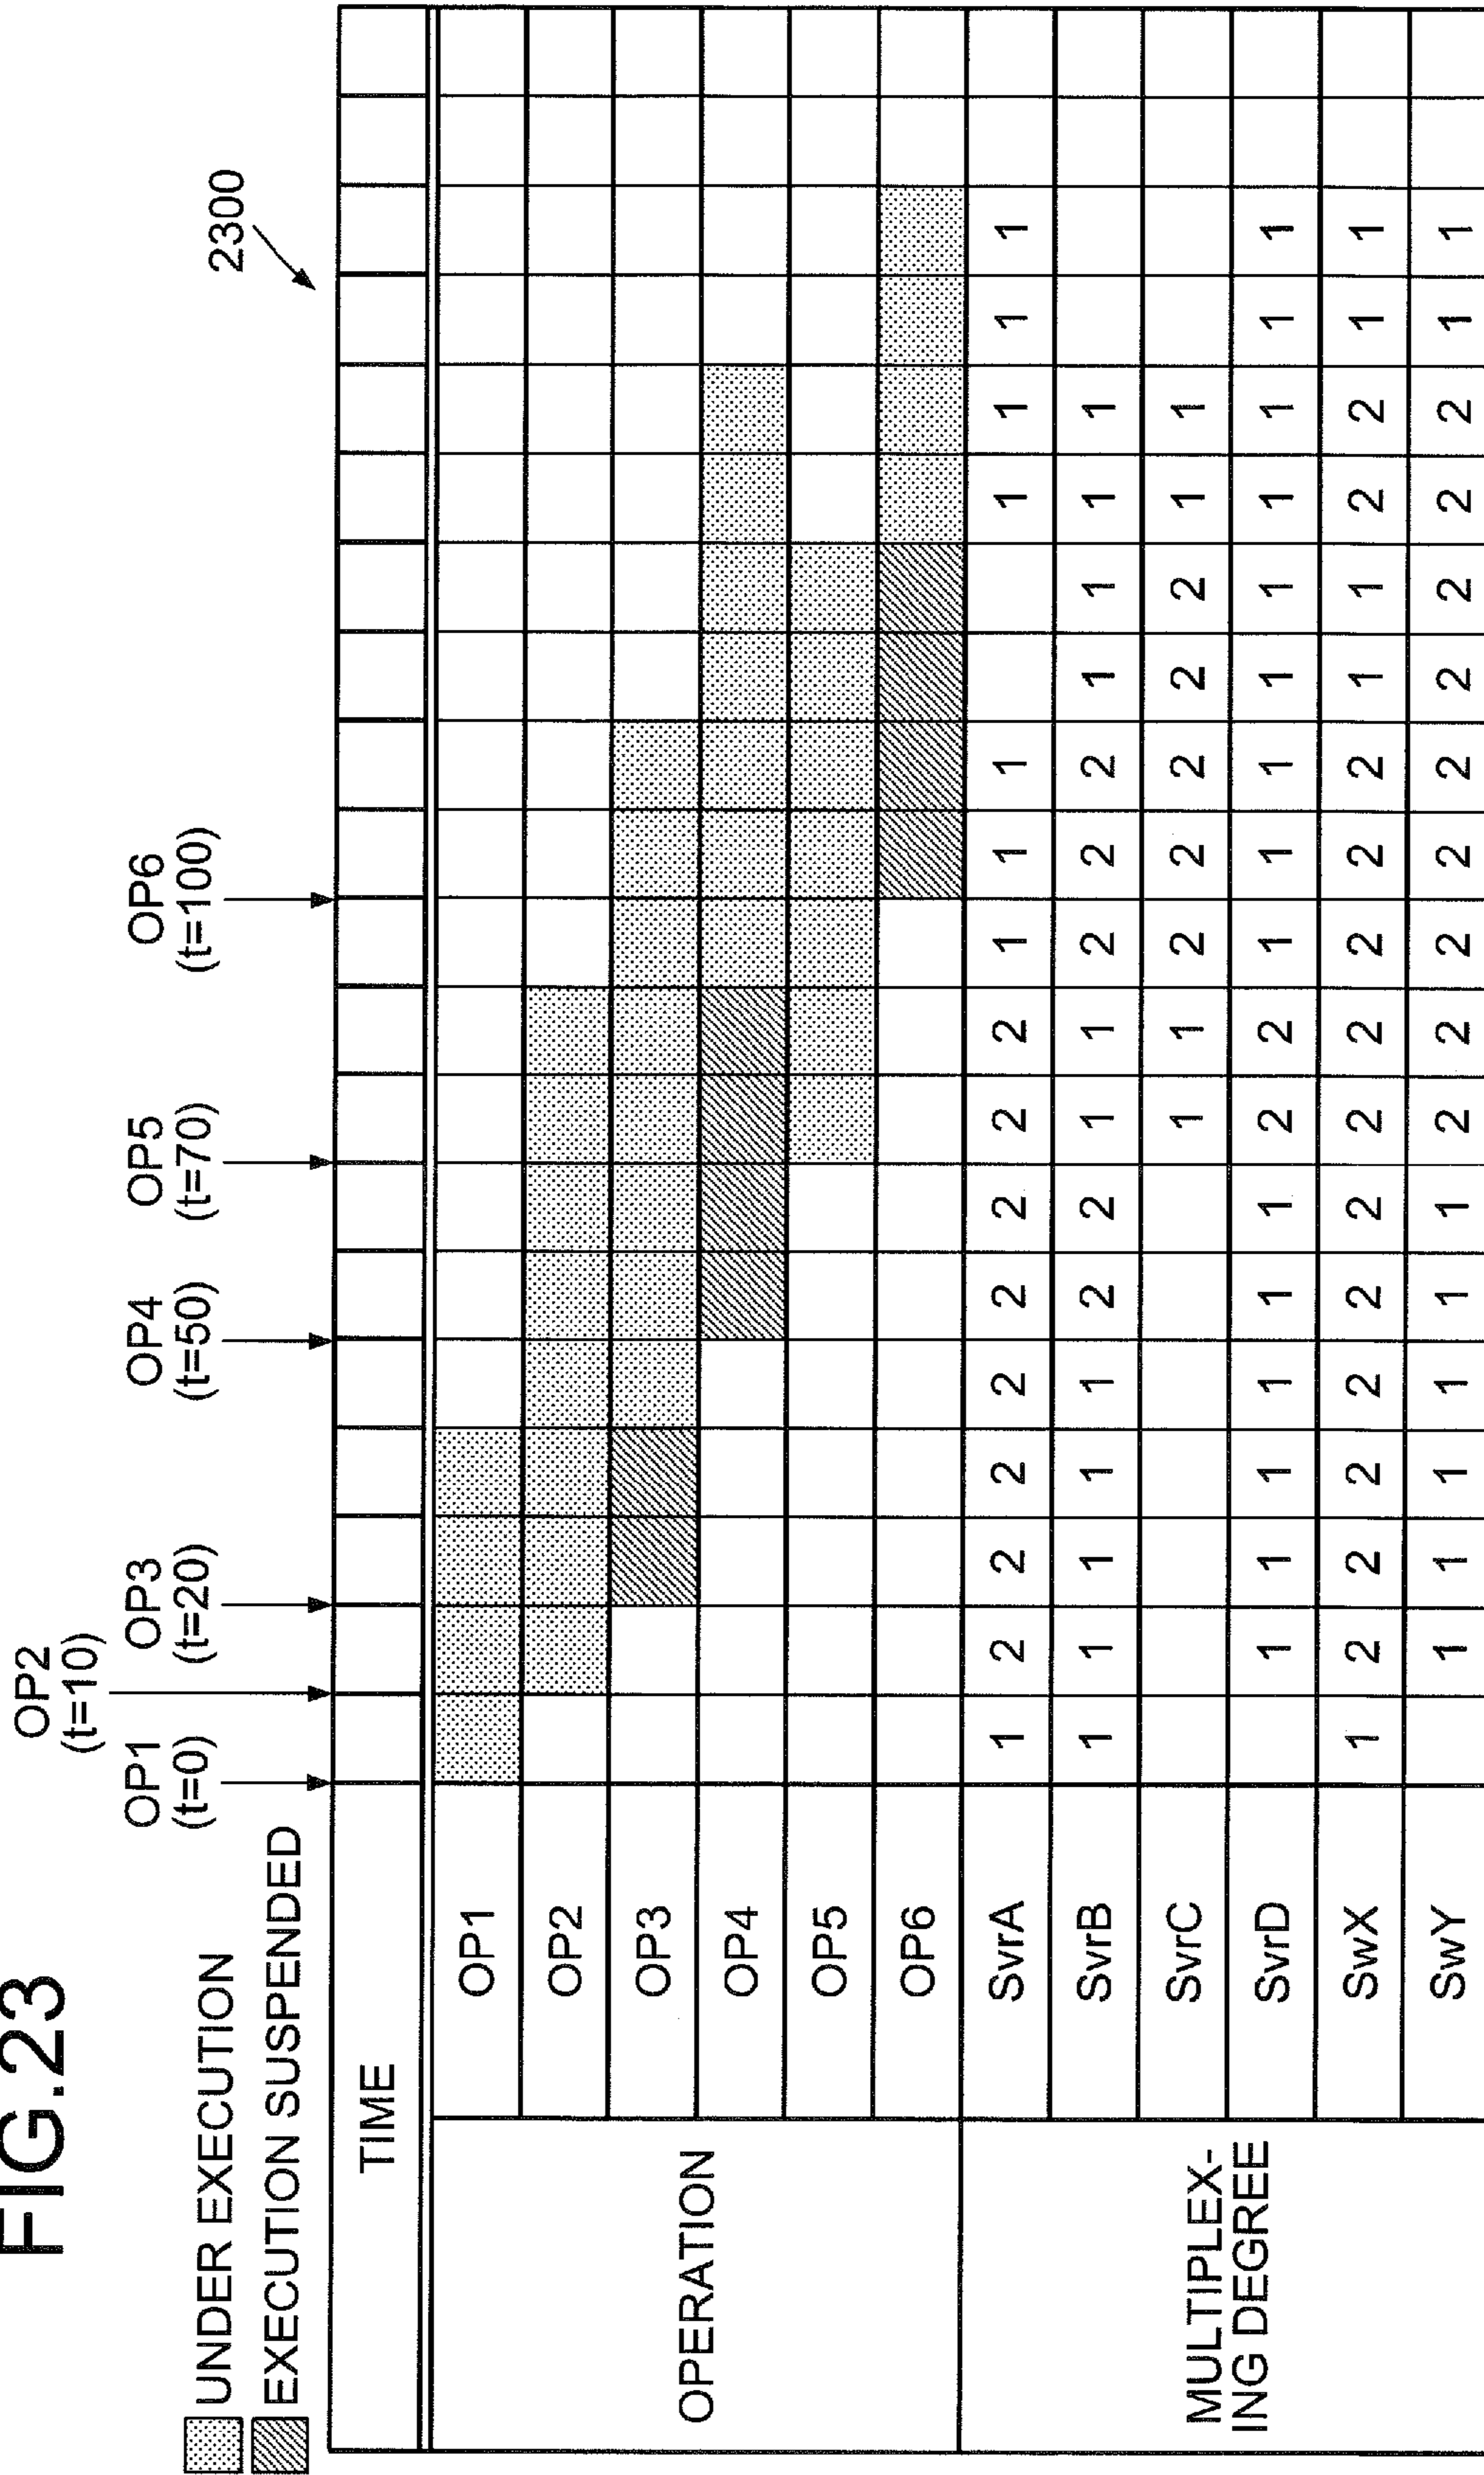 FIG.23
UNDER EXECUTION
EXECUTION SUSPENDED
OP1
(t=0)
OP2
(t=10)
OP3
(t=20)
OP4
(t=50)
OP5
(t=70)
OP6
(t=100)
2300
TIME
OPERATION
OP1
OP2
OP3
OP4
OP5
OP6
MULTIPLEX-
ING DEGREE
SvrA 1 2 2 2 2 2 2 2 2 1 1 1 1 1 1 1
SvrB 1 1 1 1 1 2 2 1 1 2 2 2 1 1 1 1
SvrC 1 1 2 2 2 2 2 1 1
SvrD 1 1 1 1 1 1 2 2 1 1 1 1 1 1 1 1 1
SwX 1 2 2 2 2 2 2 2 2 2 2 2 1 1 2 2 1 1
SwY 1 1 1 1 1 1 2 2 2 2 2 2 2 2 2 1 1